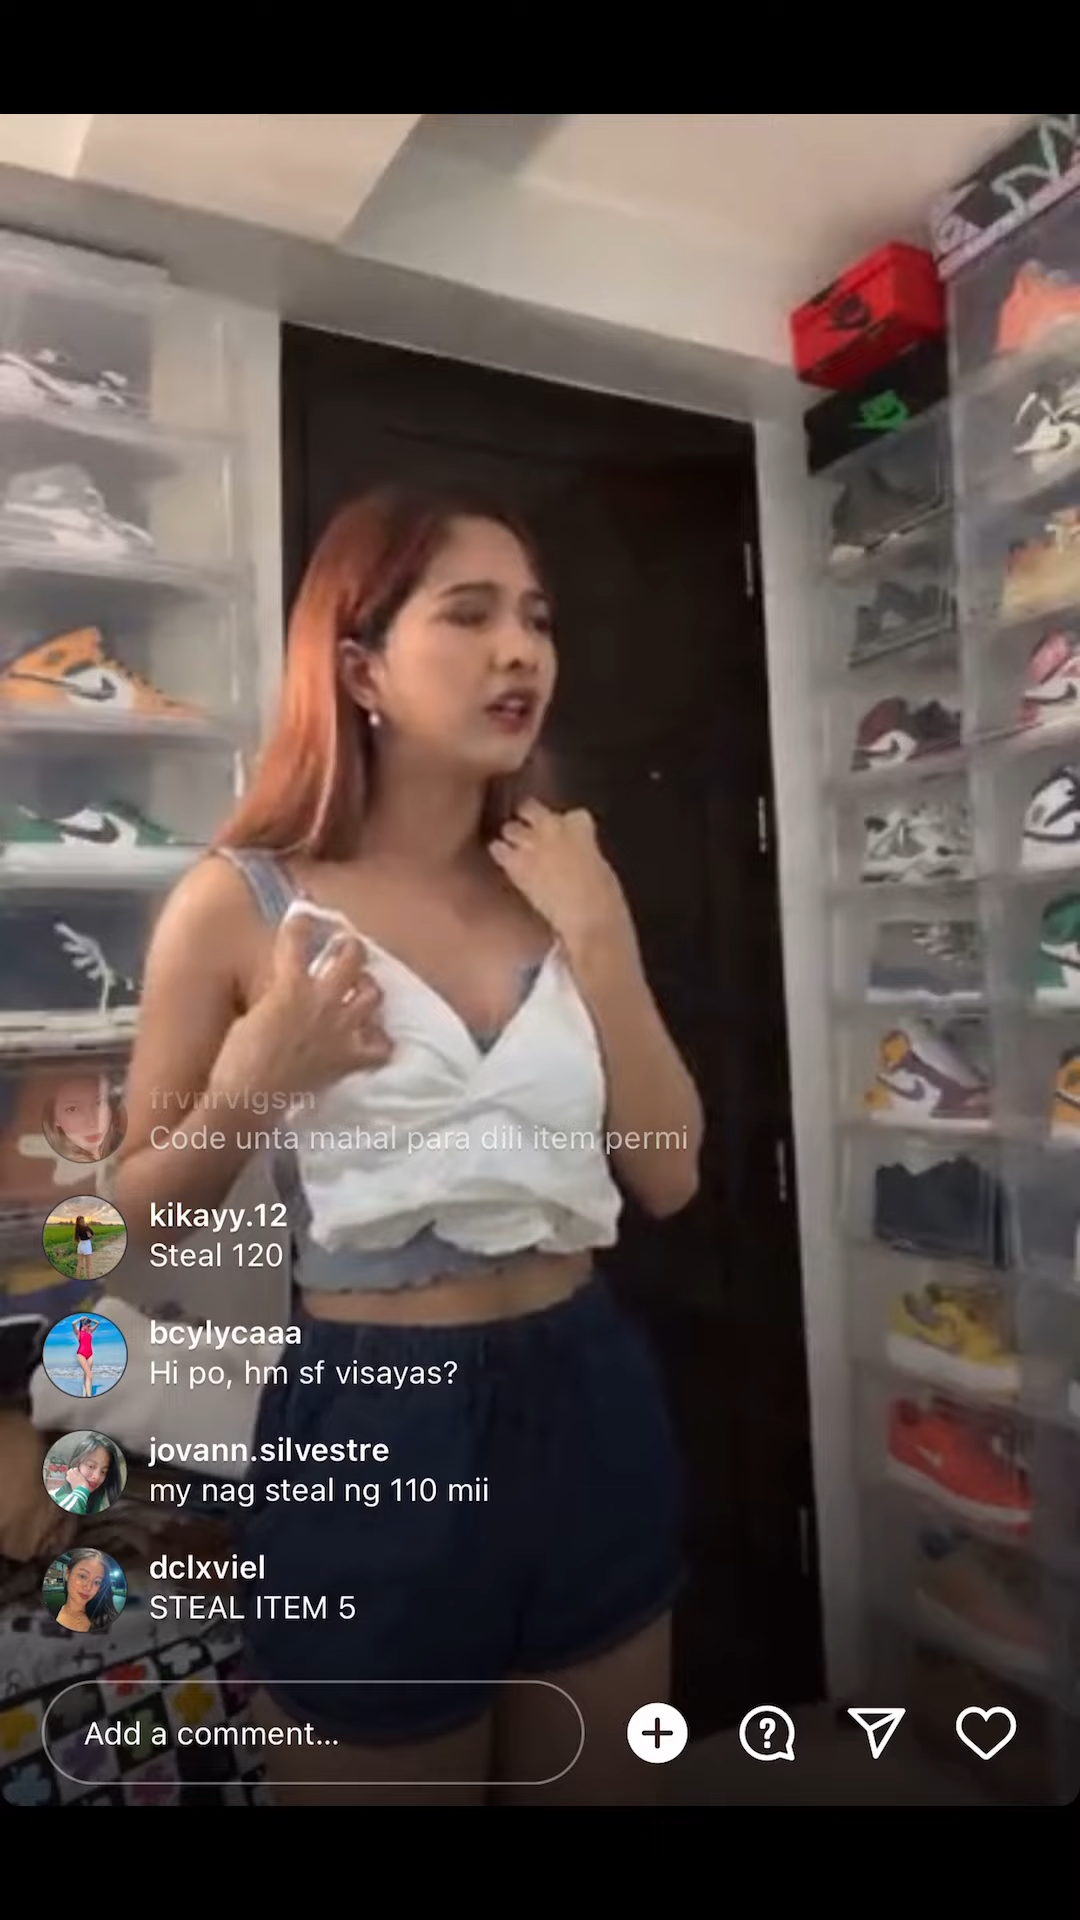 frvnrvlgsm
Code unta mahal para dili item permi
kikayy.12
Steal 120
bcylycaaa
Hi po, hm sf visayas?
jovann.silvestre
my nag steal ng 110 mii
dclxviel
STEAL ITEM 5
Add a comment...